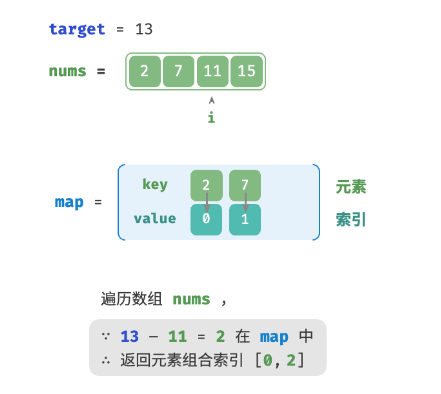 target = 13
nums = 2 7 11 15
i
key 2 7 元素
map =
value 0 1 索引
遍历数组 nums ,
∵ 13 − 11 = 2 在 map 中
∴ 返回元素组合索引 [0, 2]